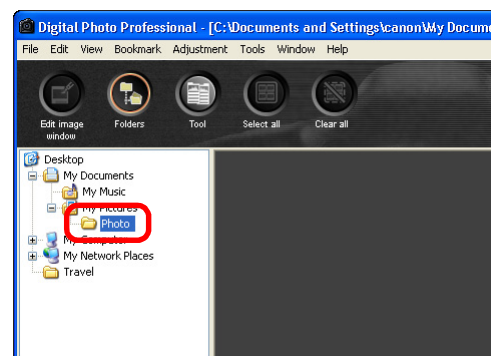 Digital Photo Professional - [C:\Documents and Settings\canon\My Docume
File Edit View Bookmark Adjustment Tools Window Help
Edit image window
Folders
Tool
Select all
Clear all
Desktop
My Documents
My Music
My Pictures
Photo
My Computer
My Network Places
Travel